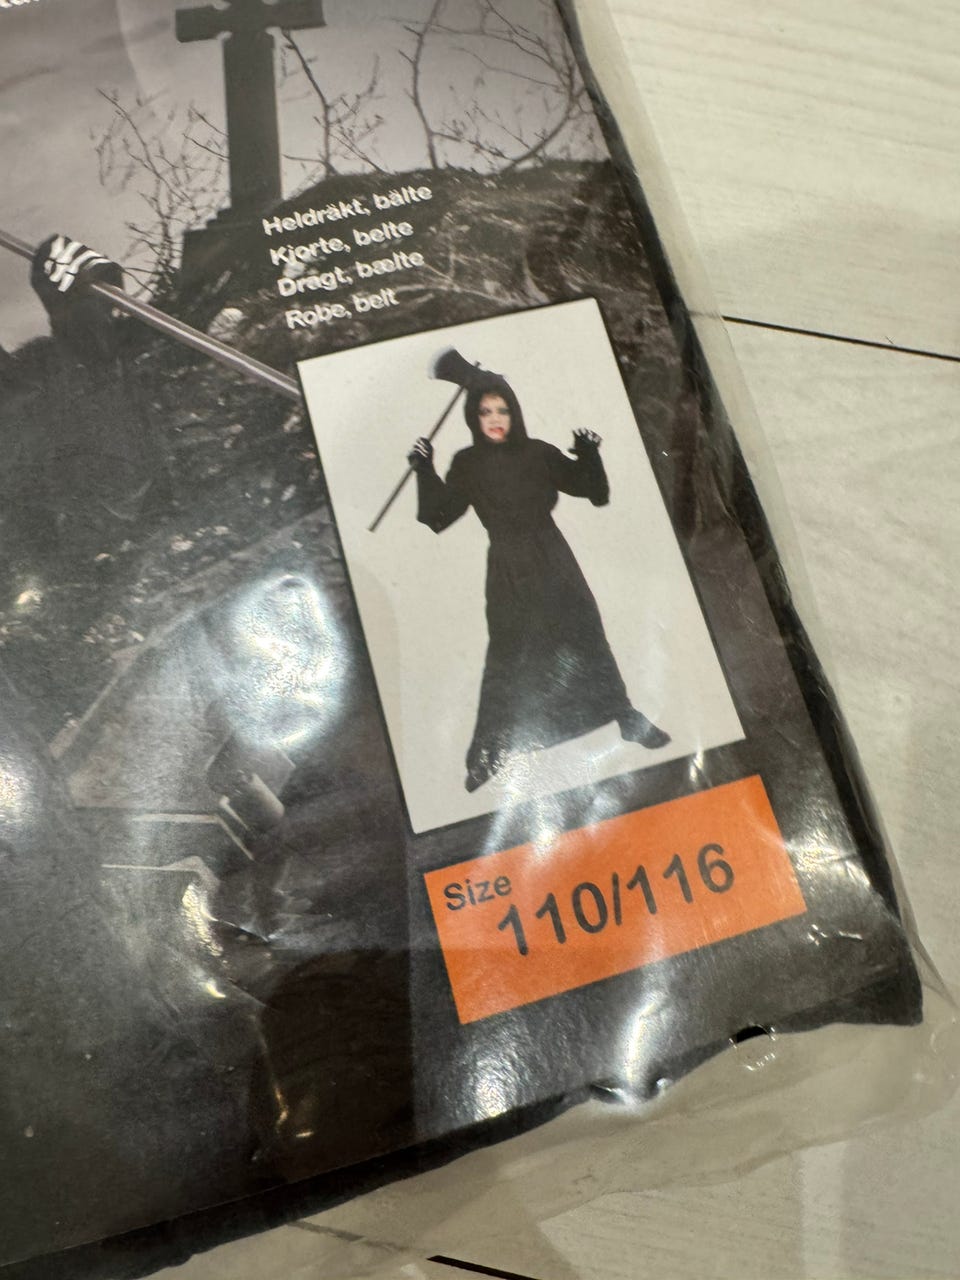 Heldräkt, bälte
Kjorte, belte
Dragt, bælte
Robe, belt
Size
110/116